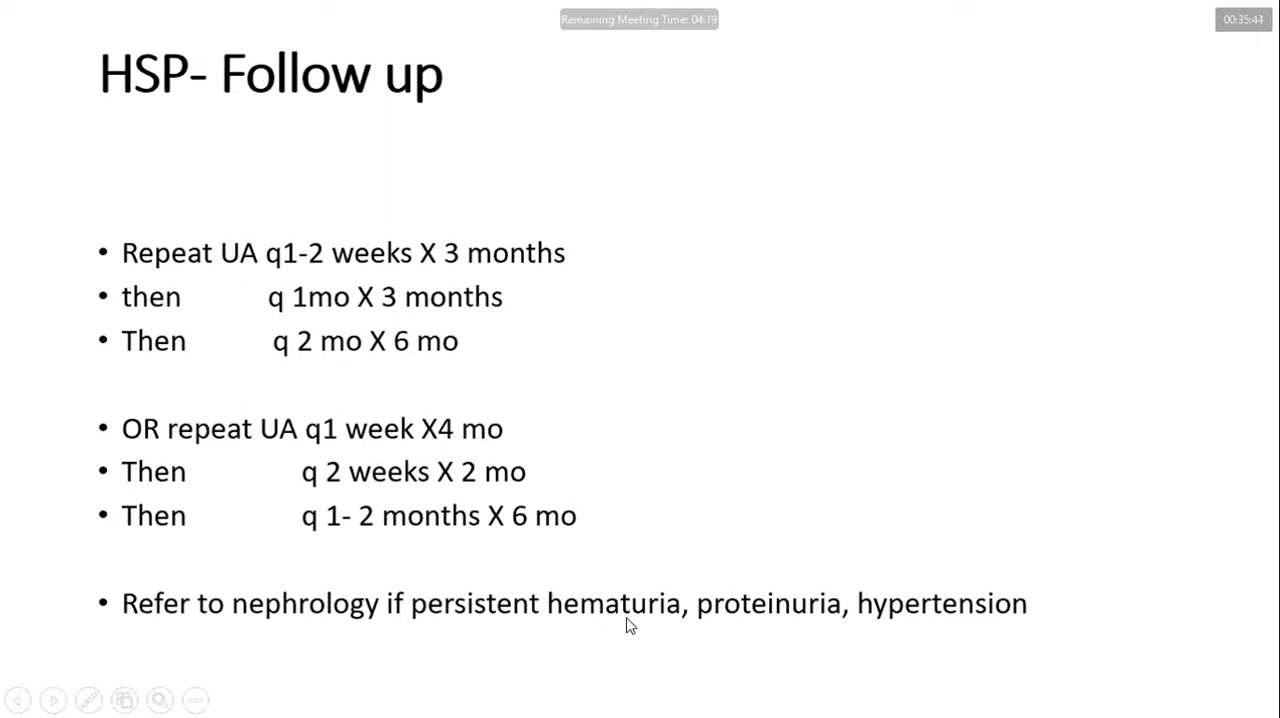 Remaining Meeting Time: 04:19
00:35:44
HSP- Follow up
• Repeat UA q1-2 weeks X 3 months
• then q 1mo X 3 months
• Then q 2 mo X 6 mo
• OR repeat UA q1 week X4 mo
• Then q 2 weeks X 2 mo
• Then q 1- 2 months X 6 mo
• Refer to nephrology if persistent hematuria, proteinuria, hypertension